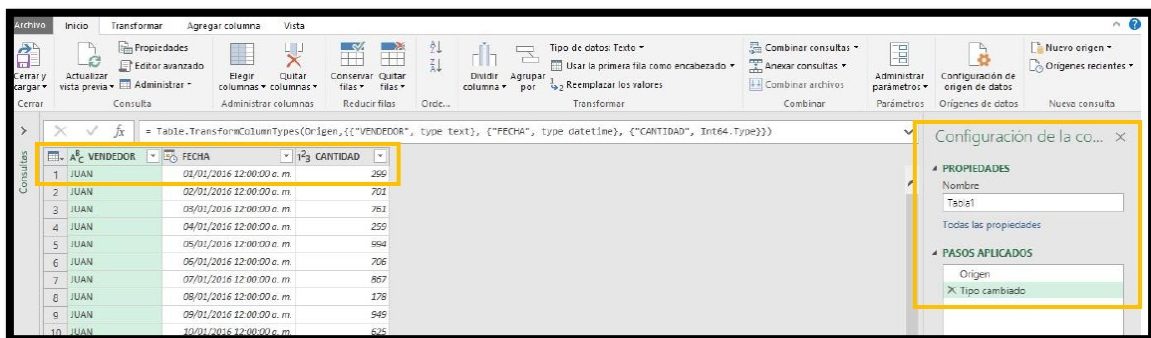 Archivo Inicio Transformar Agregar columna Vista
Cerrar y cargar
Actualizar vista previa
Propiedades
Editor avanzado
Administrar
Elegir columnas
Quitar columnas
Conservar filas
Quitar filas
Dividir columna
Agrupar por
Tipo de datos: Texto
Usar la primera fila como encabezado
Reemplazar los valores
Combinar consultas
Anexar consultas
Combinar archivos
Administrar parámetros
Configuración de origen de datos
Nuevo origen
Orígenes recientes
Cerrar Consulta Administrar columnas Reducir filas Orde... Transformar Combinar Parámetros Orígenes de datos Nueva consulta
fx = Table.TransformColumnTypes(Origen,{{"VENDEDOR", type text}, {"FECHA", type datetime}, {"CANTIDAD", Int64.Type}})
Consultas
ABC VENDEDOR FECHA 123 CANTIDAD
1 JUAN 01/01/2016 12:00:00 a. m. 299
2 JUAN 02/01/2016 12:00:00 a. m. 701
3 JUAN 03/01/2016 12:00:00 a. m. 761
4 JUAN 04/01/2016 12:00:00 a. m. 259
5 JUAN 05/01/2016 12:00:00 a. m. 994
6 JUAN 06/01/2016 12:00:00 a. m. 706
7 JUAN 07/01/2016 12:00:00 a. m. 867
8 JUAN 08/01/2016 12:00:00 a. m. 178
9 JUAN 09/01/2016 12:00:00 a. m. 949
10 JUAN 10/01/2016 12:00:00 a. m. 625
Configuración de la co...
PROPIEDADES
Nombre
Tabla1
Todas las propiedades
PASOS APLICADOS
Origen
Tipo cambiado